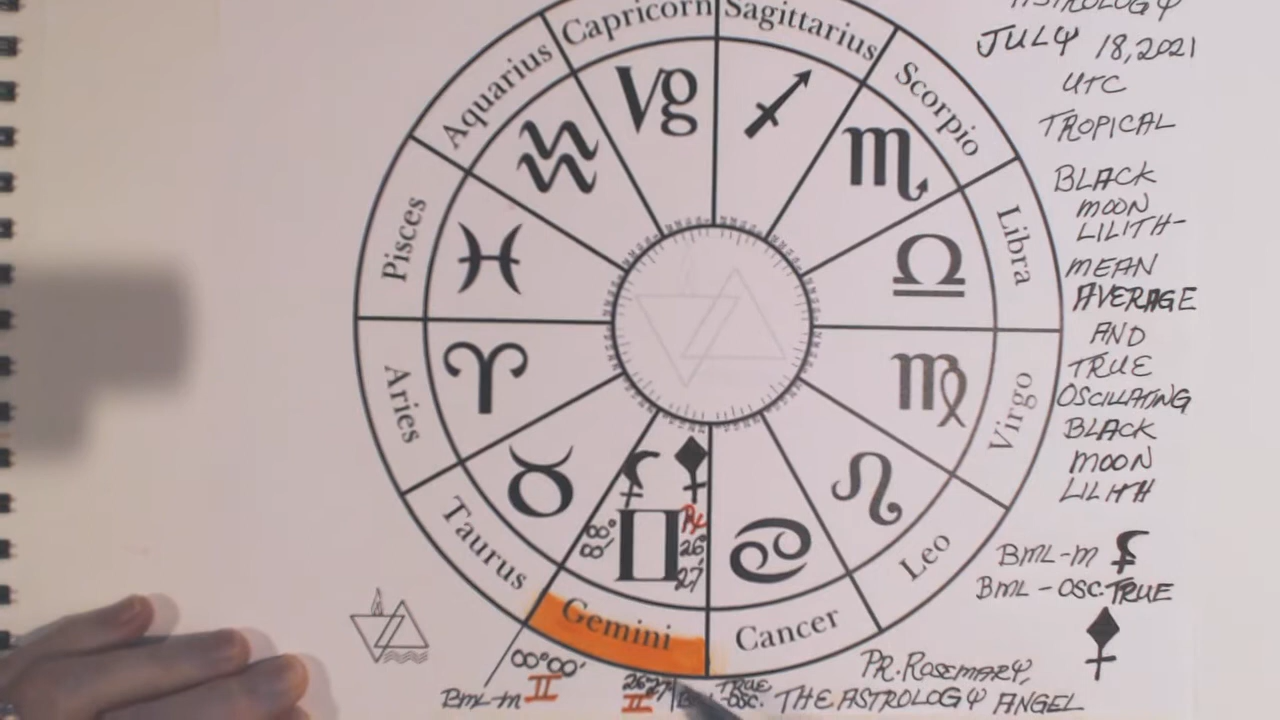 ASTROLOGY
JULY 18, 2021
UTC
TROPICAL
BLACK
MOON
LILITH-
MEAN
AVERAGE
AND
TRUE
OSCILLATING
BLACK
MOON
LILITH
BML-M
BML-OSC.TRUE
PR. ROSEMARY,
THE ASTROLOGY ANGEL
Capricorn
Sagittarius
Aquarius
Scorpio
Pisces
Libra
Aries
Virgo
Taurus
Leo
Gemini
Cancer
00°
00'
26°
27'
00°00'
BML-M
26°27'
TRUE
OSC.